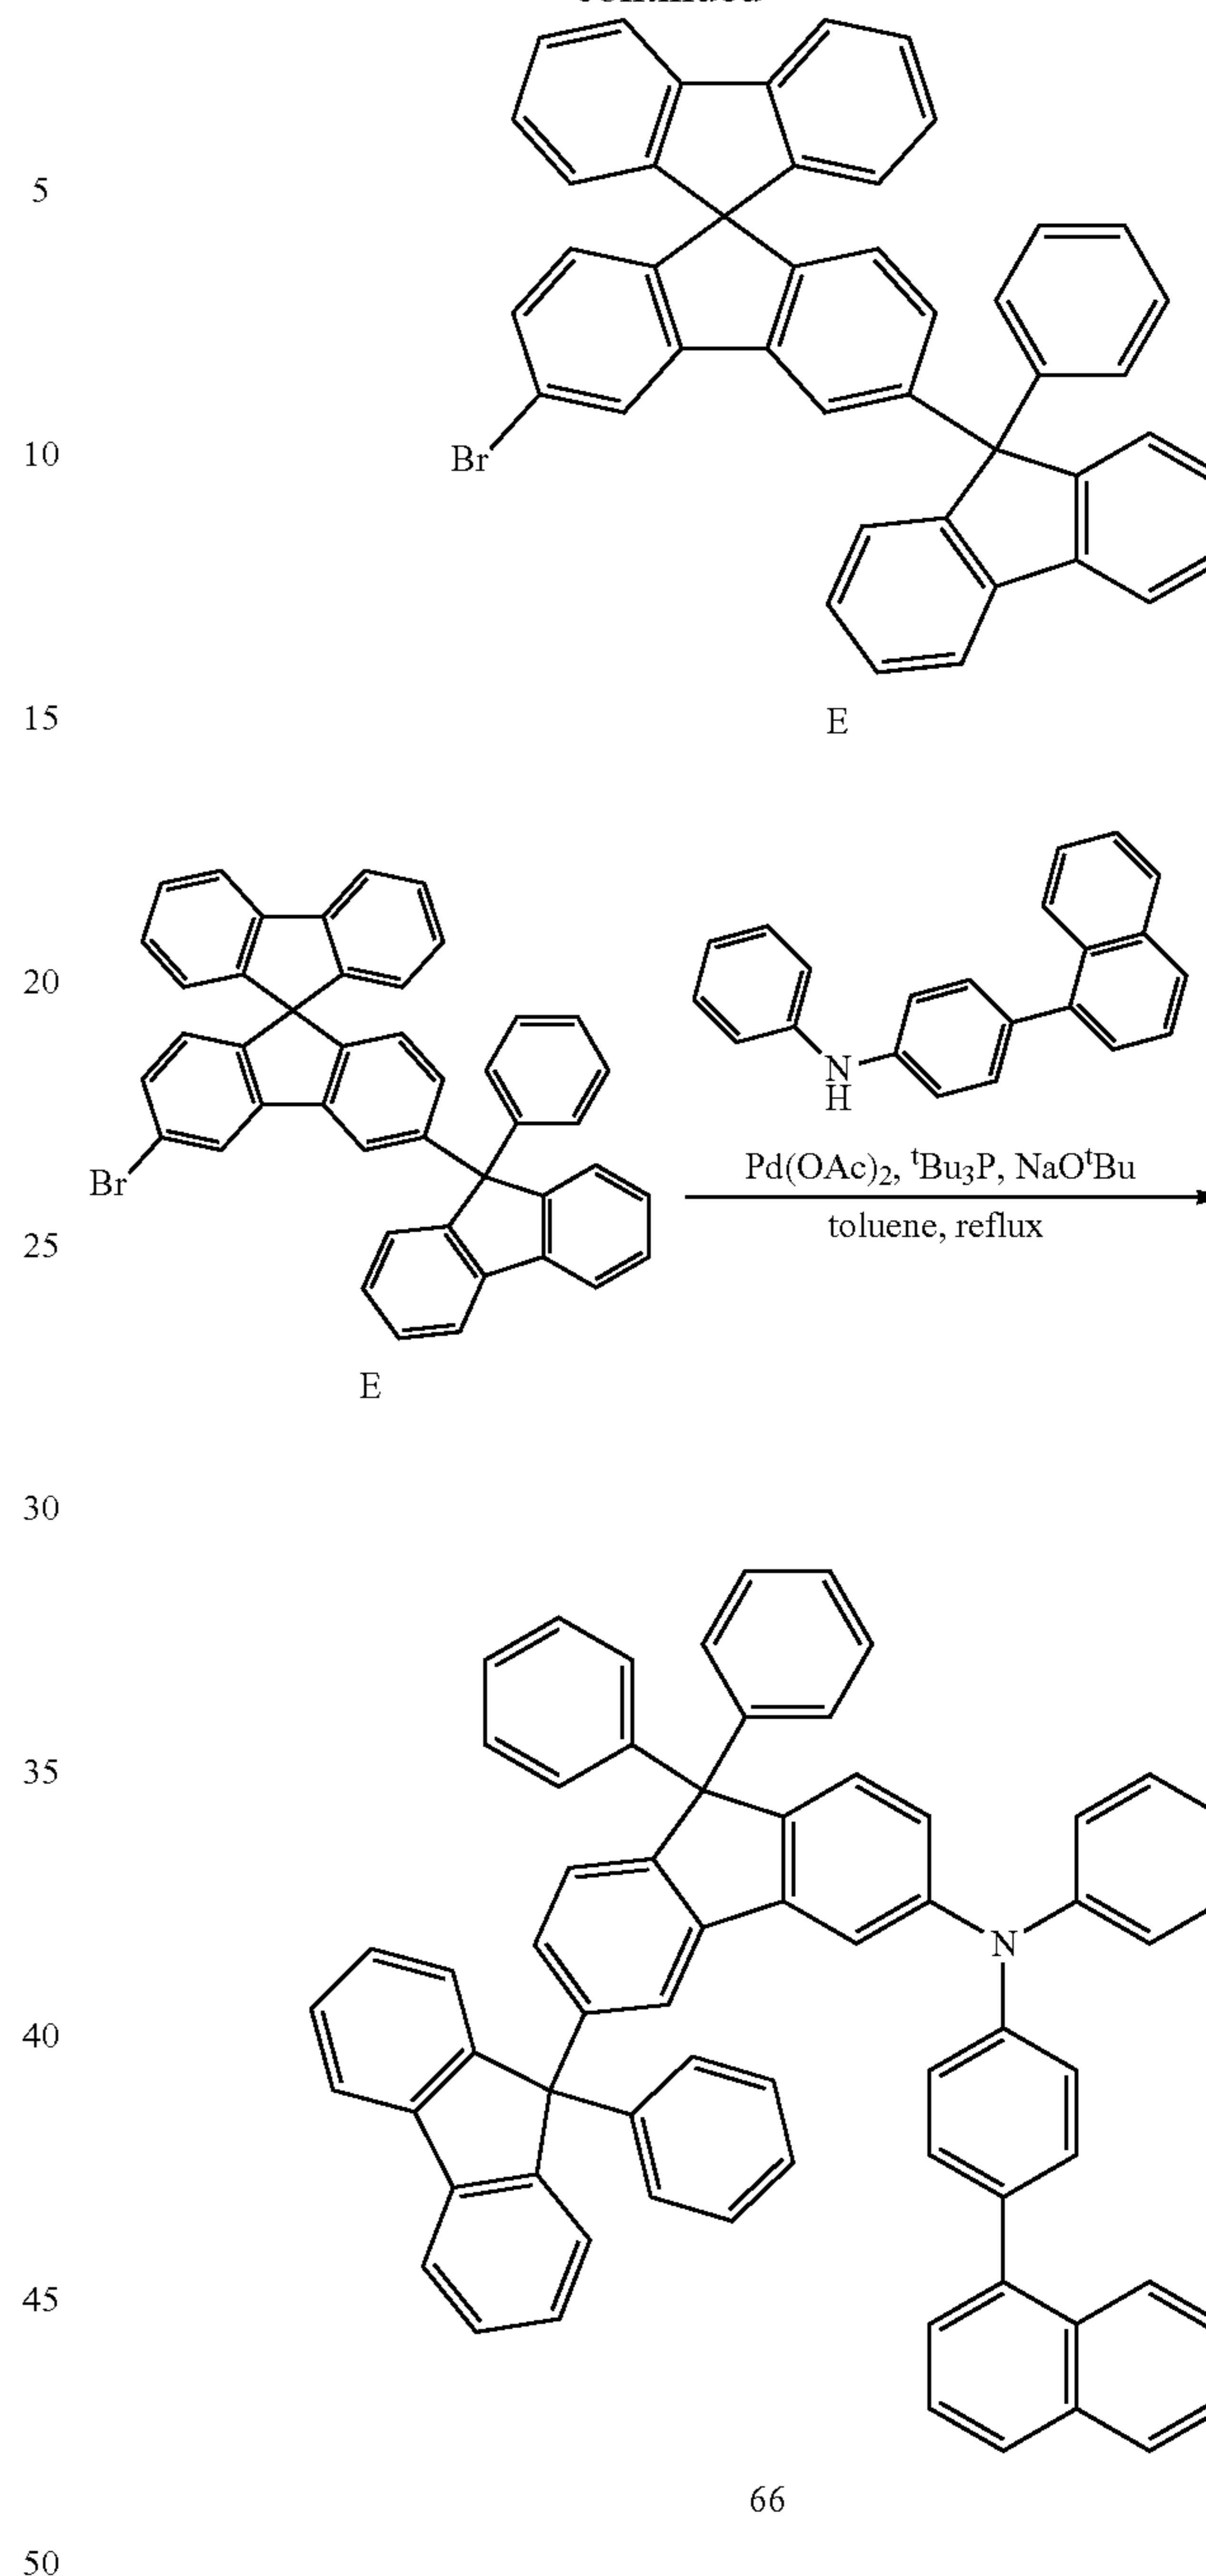 5
10
Br
15
E
20
N
H
Br
Pd(OAc)₂, ᵗBu₃P, NaOᵗBu
25
toluene, reflux
E
30
35
N
40
45
66
50